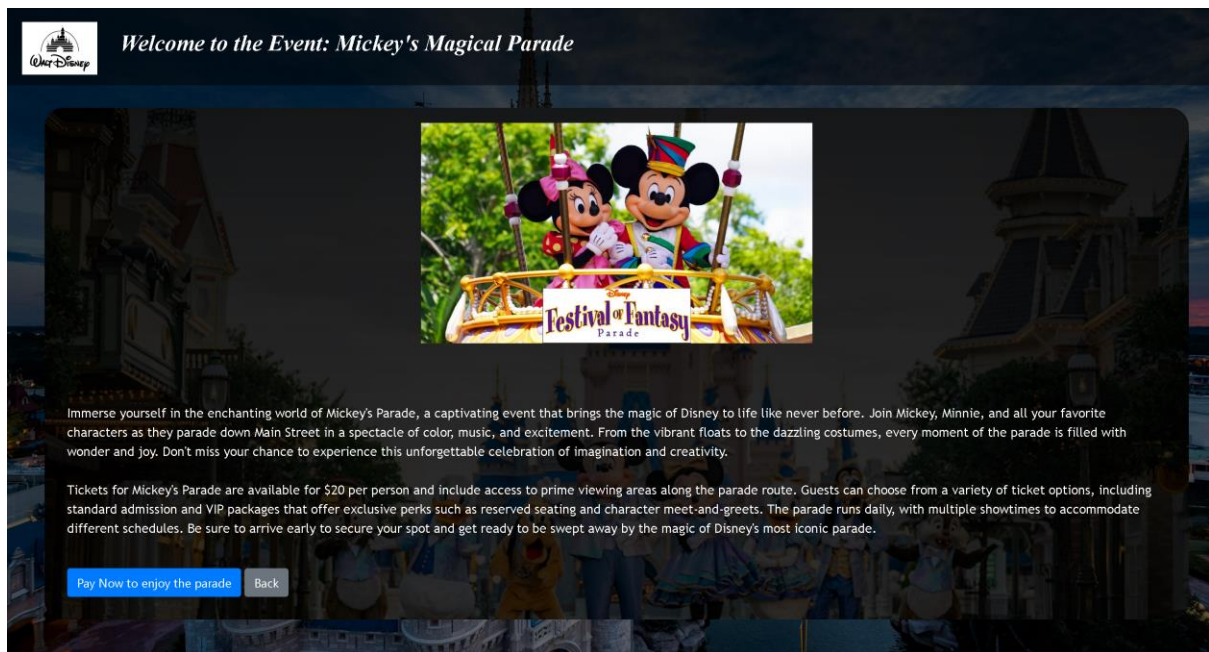 WALT DISNEY
Welcome to the Event: Mickey's Magical Parade
Disney
Festival of Fantasy
Parade
Immerse yourself in the enchanting world of Mickey's Parade, a captivating event that brings the magic of Disney to life like never before. Join Mickey, Minnie, and all your favorite
characters as they parade down Main Street in a spectacle of color, music, and excitement. From the vibrant floats to the dazzling costumes, every moment of the parade is filled with
wonder and joy. Don't miss your chance to experience this unforgettable celebration of imagination and creativity.
Tickets for Mickey's Parade are available for $20 per person and include access to prime viewing areas along the parade route. Guests can choose from a variety of ticket options, including
standard admission and VIP packages that offer exclusive perks such as reserved seating and character meet-and-greets. The parade runs daily, with multiple showtimes to accommodate
different schedules. Be sure to arrive early to secure your spot and get ready to be swept away by the magic of Disney's most iconic parade.
Pay Now to enjoy the parade Back